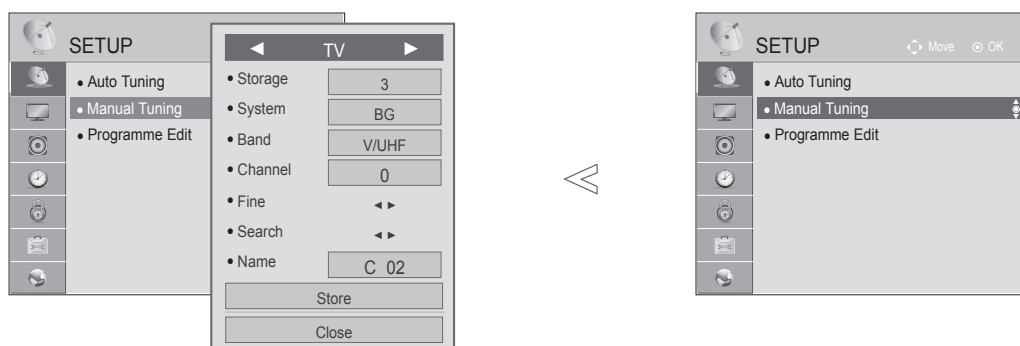 SETUP
• Auto Tuning
• Manual Tuning
• Programme Edit
◄ TV ►
• Storage 3
• System BG
• Band V/UHF
• Channel 0
• Fine ◄ ►
• Search ◄ ►
• Name C 02
Store
Close
SETUP Move OK
• Auto Tuning
• Manual Tuning
• Programme Edit